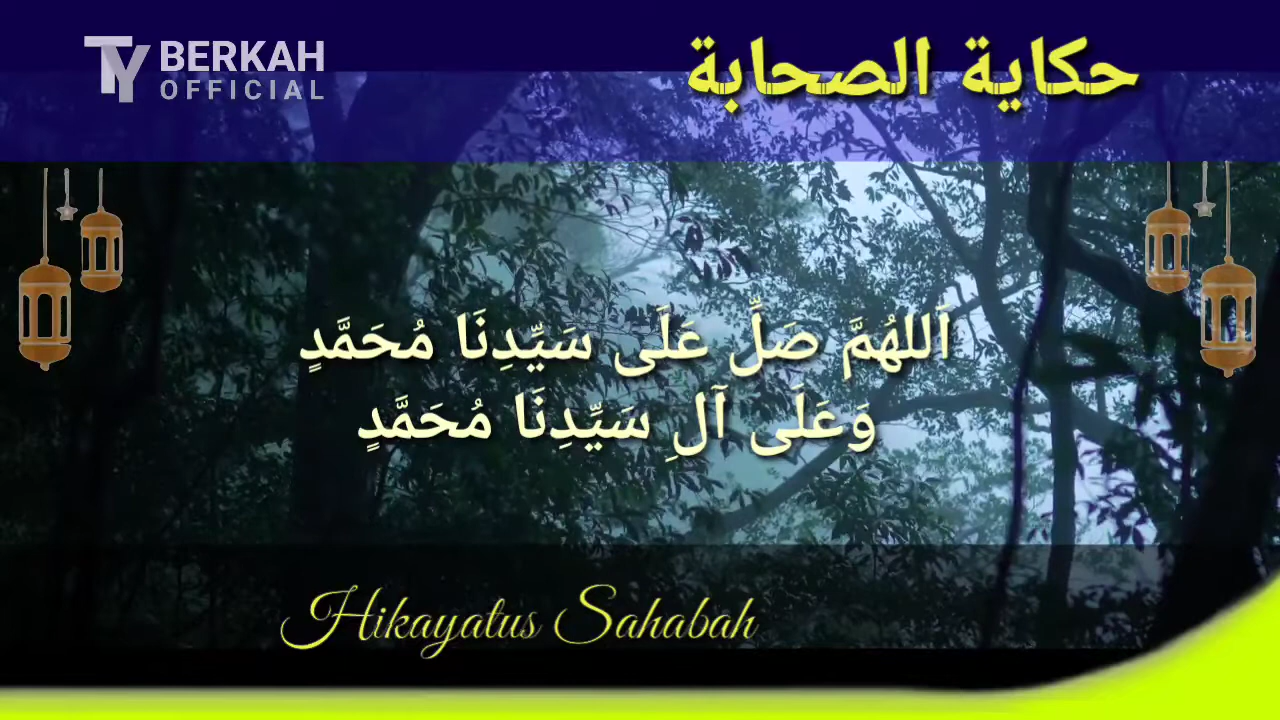 TY BERKAH
OFFICIAL
حكاية الصحابة
اَللهُمَّ صَلِّ عَلَى سَيِّدِنَا مُحَمَّدٍ
وَعَلَى آلِ سَيِّدِنَا مُحَمَّدٍ
Hikayatus Sahabah